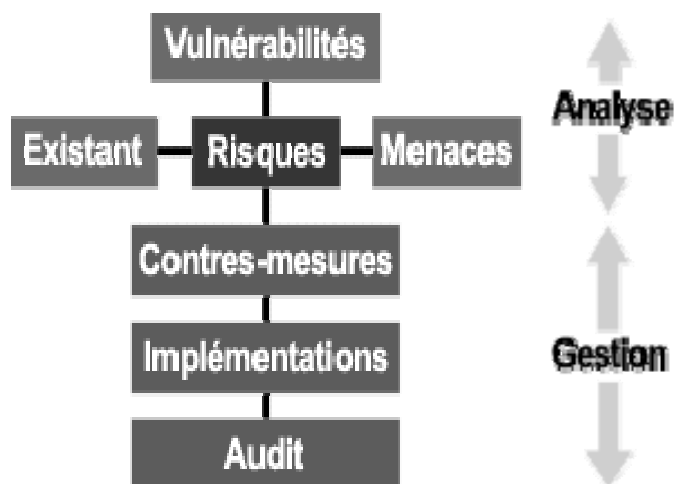 Vulnérabilités
Analyse
Existant
Risques
Menaces
Contres-mesures
Implémentations
Gestion
Audit